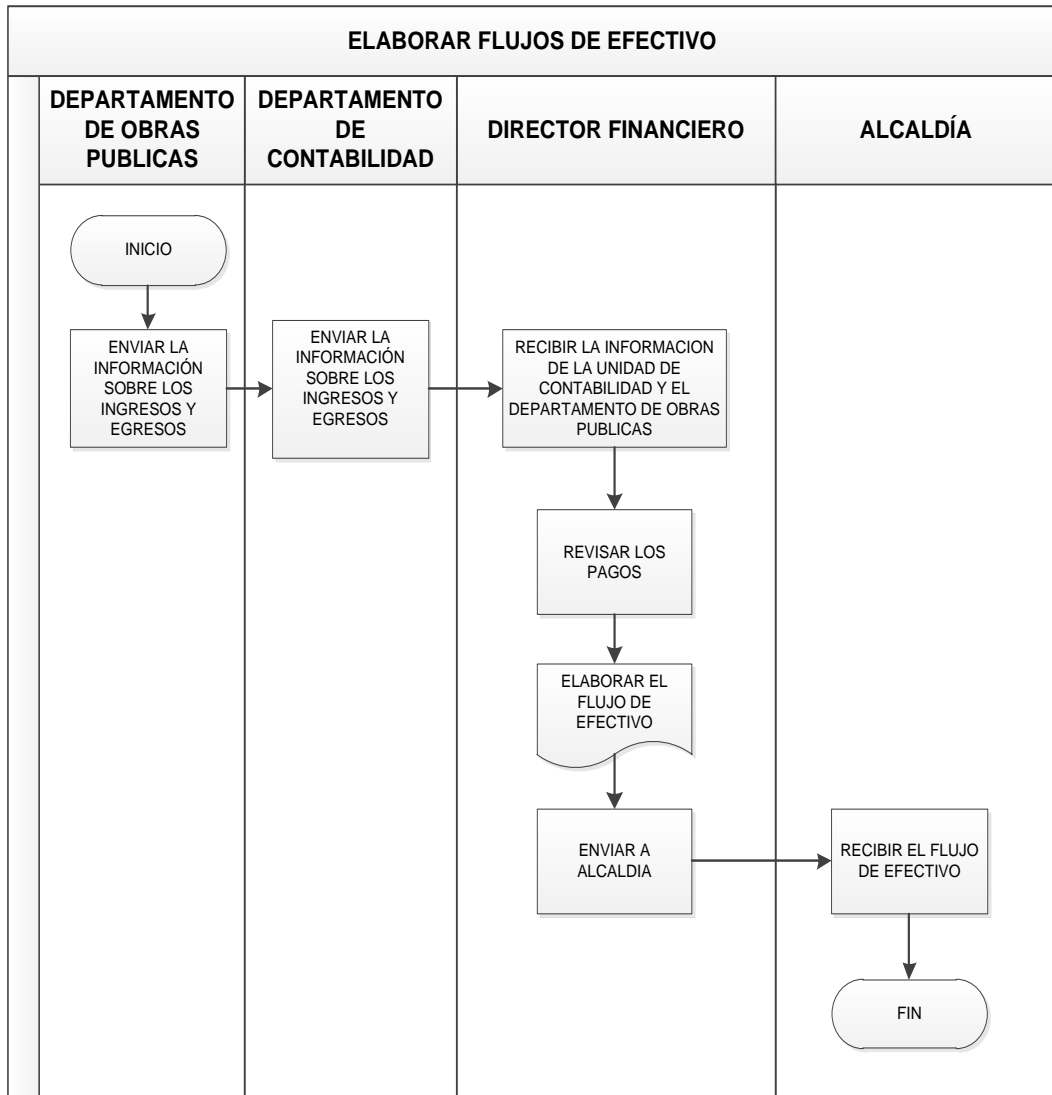 ELABORAR FLUJOS DE EFECTIVO
DEPARTAMENTO
DE OBRAS
PUBLICAS
DEPARTAMENTO
DE
CONTABILIDAD
DIRECTOR FINANCIERO
ALCALDÍA
INICIO
ENVIAR LA
INFORMACIÓN
SOBRE LOS
INGRESOS Y
EGRESOS
ENVIAR LA
INFORMACIÓN
SOBRE LOS
INGRESOS Y
EGRESOS
RECIBIR LA INFORMACION
DE LA UNIDAD DE
CONTABILIDAD Y EL
DEPARTAMENTO DE OBRAS
PUBLICAS
REVISAR LOS
PAGOS
ELABORAR EL
FLUJO DE
EFECTIVO
ENVIAR A
ALCALDIA
RECIBIR EL FLUJO
DE EFECTIVO
FIN